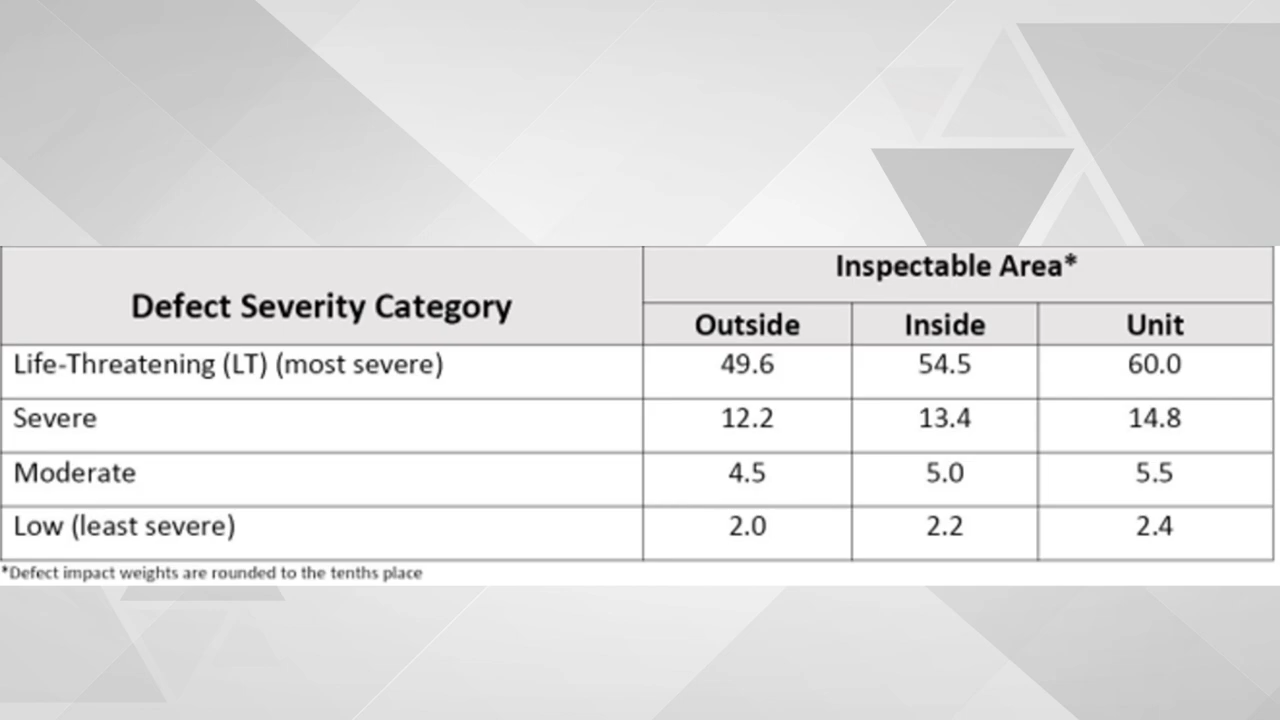 Inspectable Area*
Defect Severity Category
Outside Inside Unit
Life-Threatening (LT) (most severe) 49.6 54.5 60.0
Severe 12.2 13.4 14.8
Moderate 4.5 5.0 5.5
Low (least severe) 2.0 2.2 2.4
*Defect impact weights are rounded to the tenths place